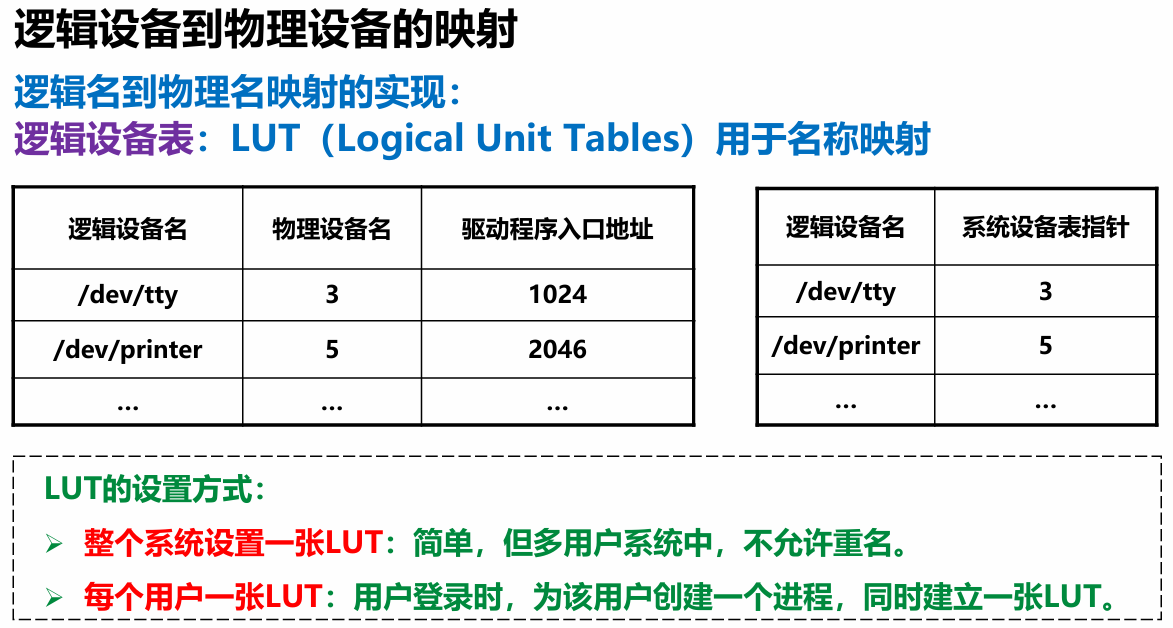 逻辑设备到物理设备的映射
逻辑名到物理名映射的实现：
逻辑设备表：LUT（Logical Unit Tables）用于名称映射
逻辑设备名 物理设备名 驱动程序入口地址
/dev/tty 3 1024
/dev/printer 5 2046
... ... ...
逻辑设备名 系统设备表指针
/dev/tty 3
/dev/printer 5
... ...
LUT的设置方式：
➢ 整个系统设置一张LUT：简单，但多用户系统中，不允许重名。
➢ 每个用户一张LUT：用户登录时，为该用户创建一个进程，同时建立一张LUT。